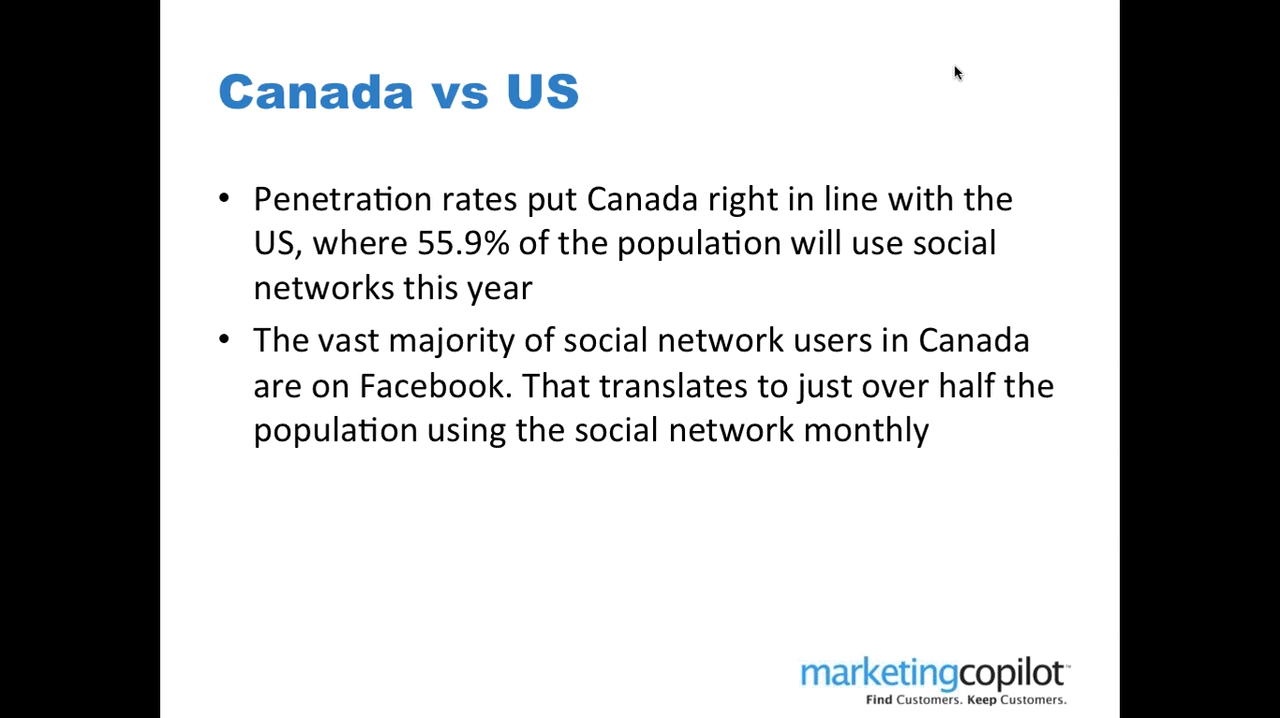 Canada vs US
• Penetration rates put Canada right in line with the
US, where 55.9% of the population will use social
networks this year
• The vast majority of social network users in Canada
are on Facebook. That translates to just over half the
population using the social network monthly
marketingcopilot™
Find Customers. Keep Customers.